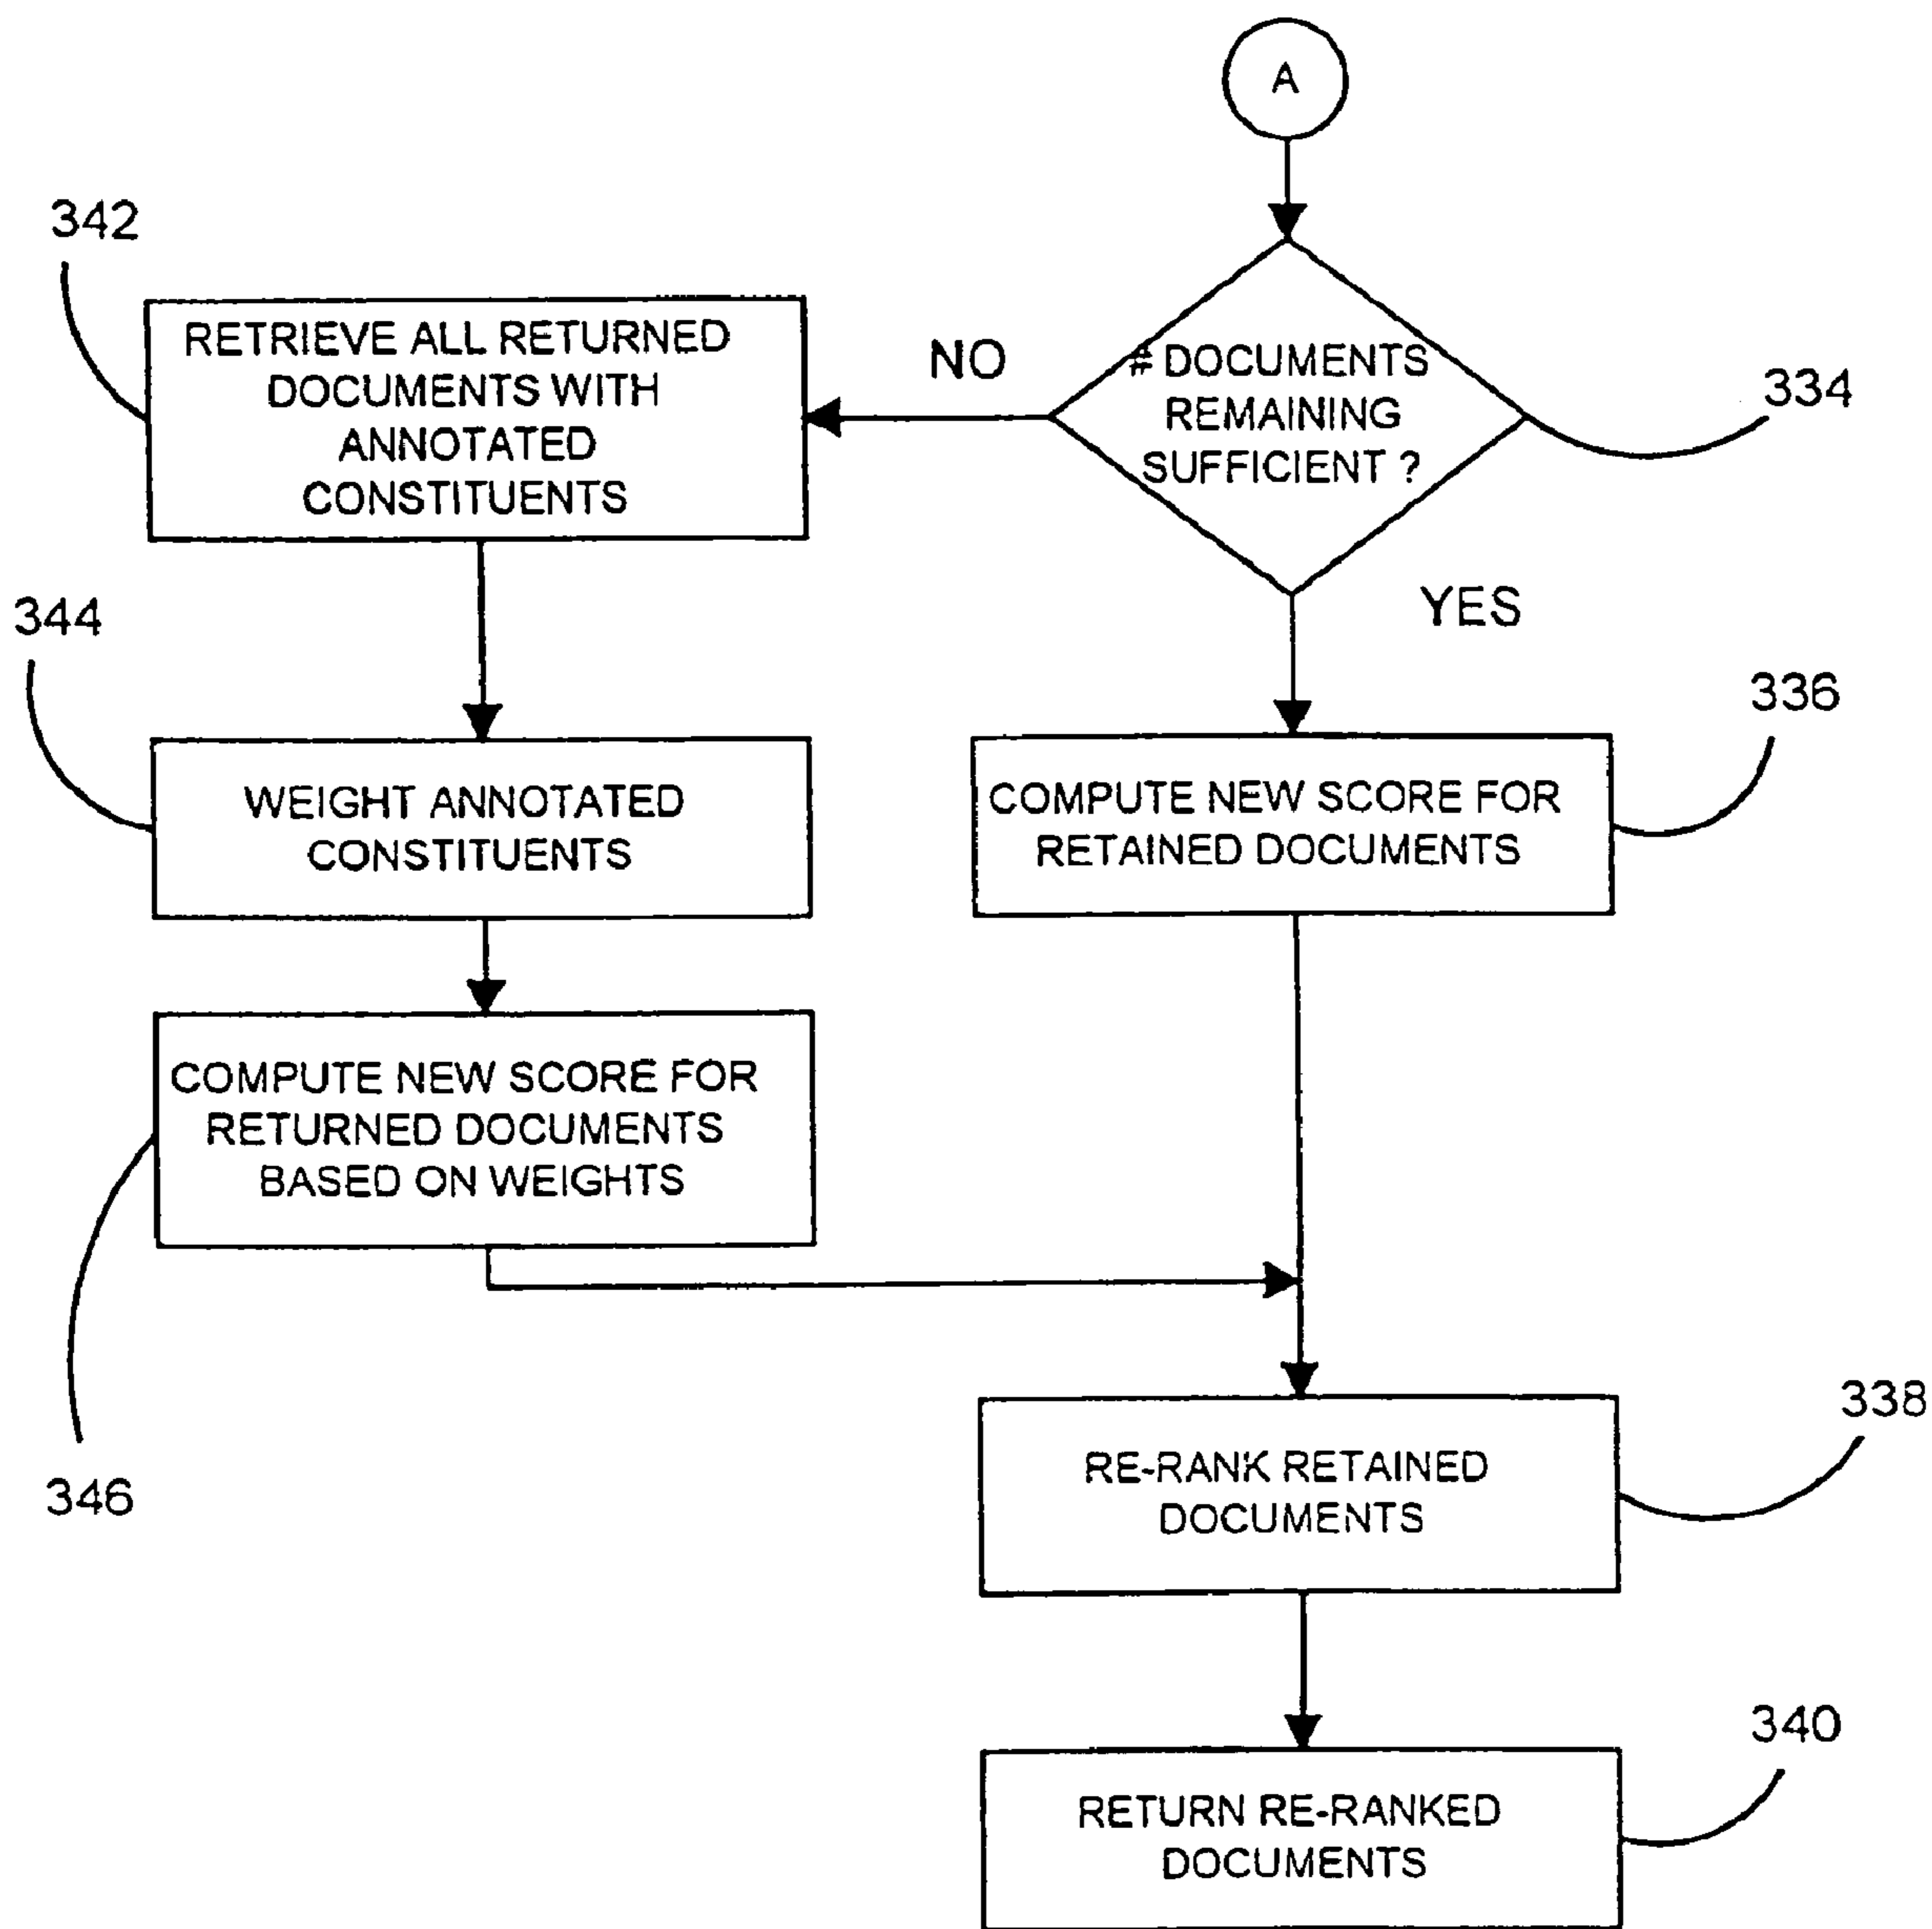 A
342
RETRIEVE ALL RETURNED
DOCUMENTS WITH
ANNOTATED
CONSTITUENTS
NO
# DOCUMENTS
REMAINING
SUFFICIENT ?
334
YES
344
WEIGHT ANNOTATED
CONSTITUENTS
336
COMPUTE NEW SCORE FOR
RETAINED DOCUMENTS
COMPUTE NEW SCORE FOR
RETURNED DOCUMENTS
BASED ON WEIGHTS
346
338
RE-RANK RETAINED
DOCUMENTS
340
RETURN RE-RANKED
DOCUMENTS